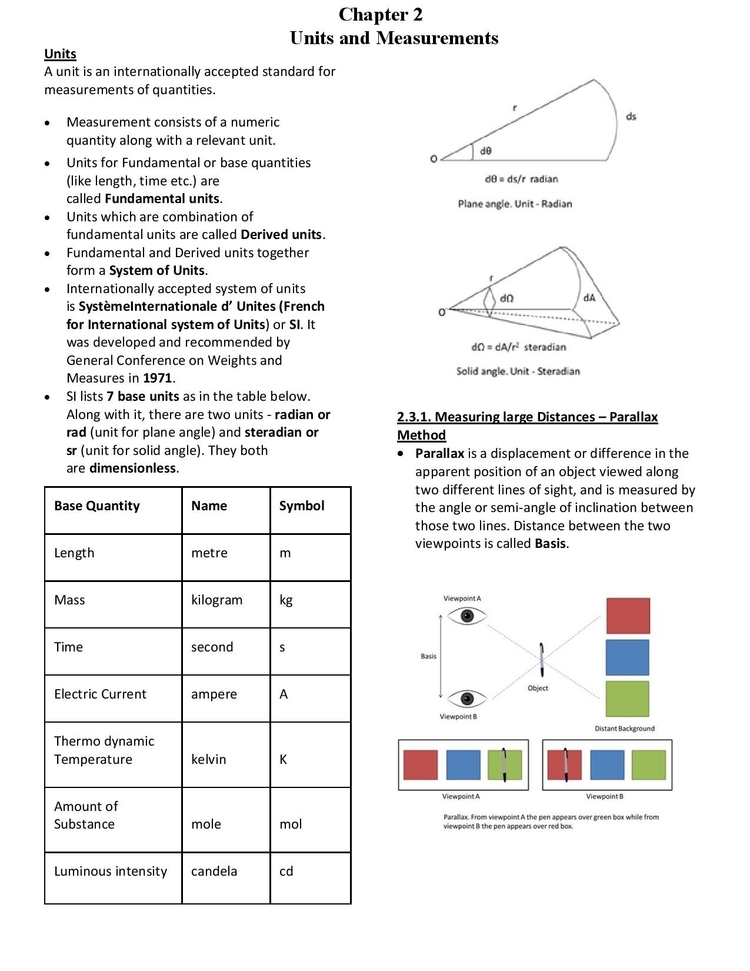 Chapter 2
Units and Measurements
Units
A unit is an internationally accepted standard for
measurements of quantities.
• Measurement consists of a numeric
quantity along with a relevant unit.
• Units for Fundamental or base quantities
(like length, time etc.) are
called Fundamental units.
• Units which are combination of
fundamental units are called Derived units.
• Fundamental and Derived units together
form a System of Units.
• Internationally accepted system of units
is SystèmeInternationale d’ Unites (French
for International system of Units) or SI. It
was developed and recommended by
General Conference on Weights and
Measures in 1971.
• SI lists 7 base units as in the table below.
Along with it, there are two units - radian or
rad (unit for plane angle) and steradian or
sr (unit for solid angle). They both
are dimensionless.
Base Quantity Name Symbol
Length metre m
Mass kilogram kg
Time second s
Electric Current ampere A
Thermo dynamic
Temperature kelvin K
Amount of
Substance mole mol
Luminous intensity candela cd
r
ds
dθ
O
dθ = ds/r radian
Plane angle. Unit - Radian
r
dΩ
dA
O
dΩ = dA/r² steradian
Solid angle. Unit - Steradian
2.3.1. Measuring large Distances – Parallax
Method
• Parallax is a displacement or difference in the
apparent position of an object viewed along
two different lines of sight, and is measured by
the angle or semi-angle of inclination between
those two lines. Distance between the two
viewpoints is called Basis.
Viewpoint A
Basis
Object
Viewpoint B
Distant Background
Viewpoint A Viewpoint B
Parallax. From viewpoint A the pen appears over green box while from
viewpoint B the pen appears over red box.